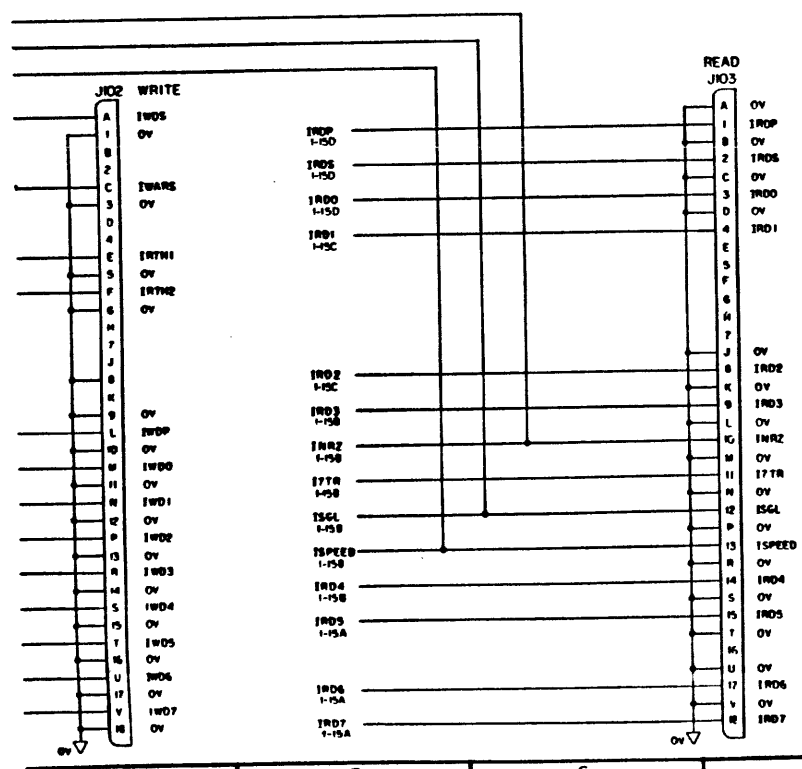 J102 WRITE
A IWDS
1 0V
B
2
C IWARS
3 0V
D
4
E IRTH1
5 0V
F IRTH2
6 0V
H
7
J
8
K
9 0V
L IWDP
10 0V
M IWD0
11 0V
N IWD1
12 0V
P IWD2
13 0V
R IWD3
14 0V
S IWD4
15 0V
T IWD5
16 0V
U IWD6
17 0V
V IWD7
18 0V
0V
IRDP
1-15D
IRDS
1-15D
IRD0
1-15D
IRD1
1-15C
IRD2
1-15C
IRD3
1-15B
INRZ
1-15B
I7TR
1-15B
ISGL
1-15B
ISPEED
1-15B
IRD4
1-15B
IRD5
1-15A
IRD6
1-15A
IRD7
1-15A
READ
J103
A 0V
1 IRDP
B 0V
2 IRDS
C 0V
3 IRD0
D 0V
4 IRD1
E
5
F
6
H
7
J 0V
8 IRD2
K 0V
9 IRD3
L 0V
10 INRZ
M 0V
11 I7TR
N 0V
12 ISGL
P 0V
13 ISPEED
R 0V
14 IRD4
S 0V
15 IRD5
T 0V
16
U 0V
17 IRD6
V 0V
18 IRD7
0V